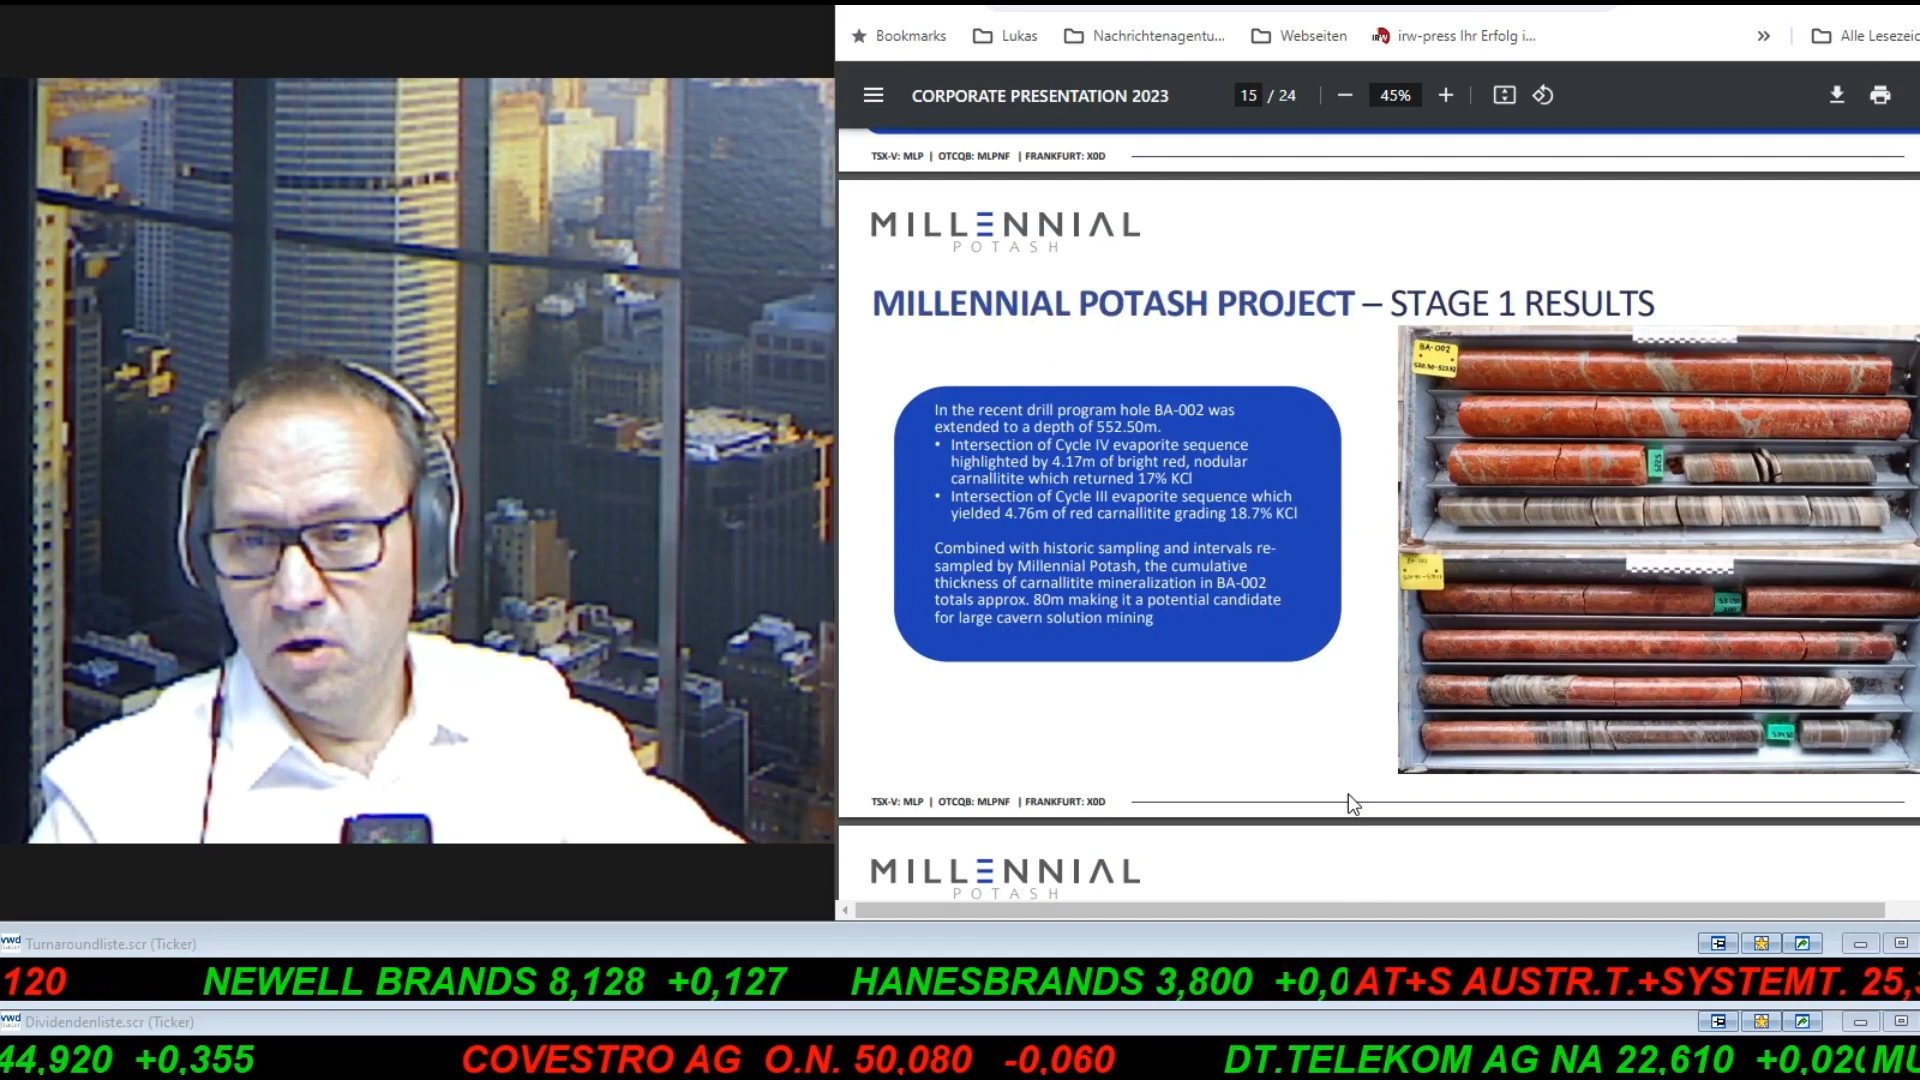 Bookmarks
Lukas
Nachrichtenagentu...
Webseiten
irw-press Ihr Erfolg i...
»
Alle Lesezeic
CORPORATE PRESENTATION 2023
15 / 24
45%
TSX-V: MLP | OTCQB: MLPNF | FRANKFURT: X0D
MILLENNIAL
POTASH
MILLENNIAL POTASH PROJECT – STAGE 1 RESULTS
In the recent drill program hole BA-002 was
extended to a depth of 552.50m.
• Intersection of Cycle IV evaporite sequence
highlighted by 4.17m of bright red, nodular
carnallitite which returned 17% KCl
• Intersection of Cycle III evaporite sequence which
yielded 4.76m of red carnallitite grading 18.7% KCl
Combined with historic sampling and intervals re-
sampled by Millennial Potash, the cumulative
thickness of carnallitite mineralization in BA-002
totals approx. 80m making it a potential candidate
for large cavern solution mining
BA-002
TSX-V: MLP | OTCQB: MLPNF | FRANKFURT: X0D
MILLENNIAL
POTASH
vwd
Turnaroundliste.scr (Ticker)
120 NEWELL BRANDS 8,128 +0,127 HANESBRANDS 3,800 +0,0 AT+S AUSTR.T.+SYSTEMT. 25,
vwd
Dividendenliste.scr (Ticker)
44,920 +0,355 COVESTRO AG O.N. 50,080 -0,060 DT.TELEKOM AG NA 22,610 +0,020 MU